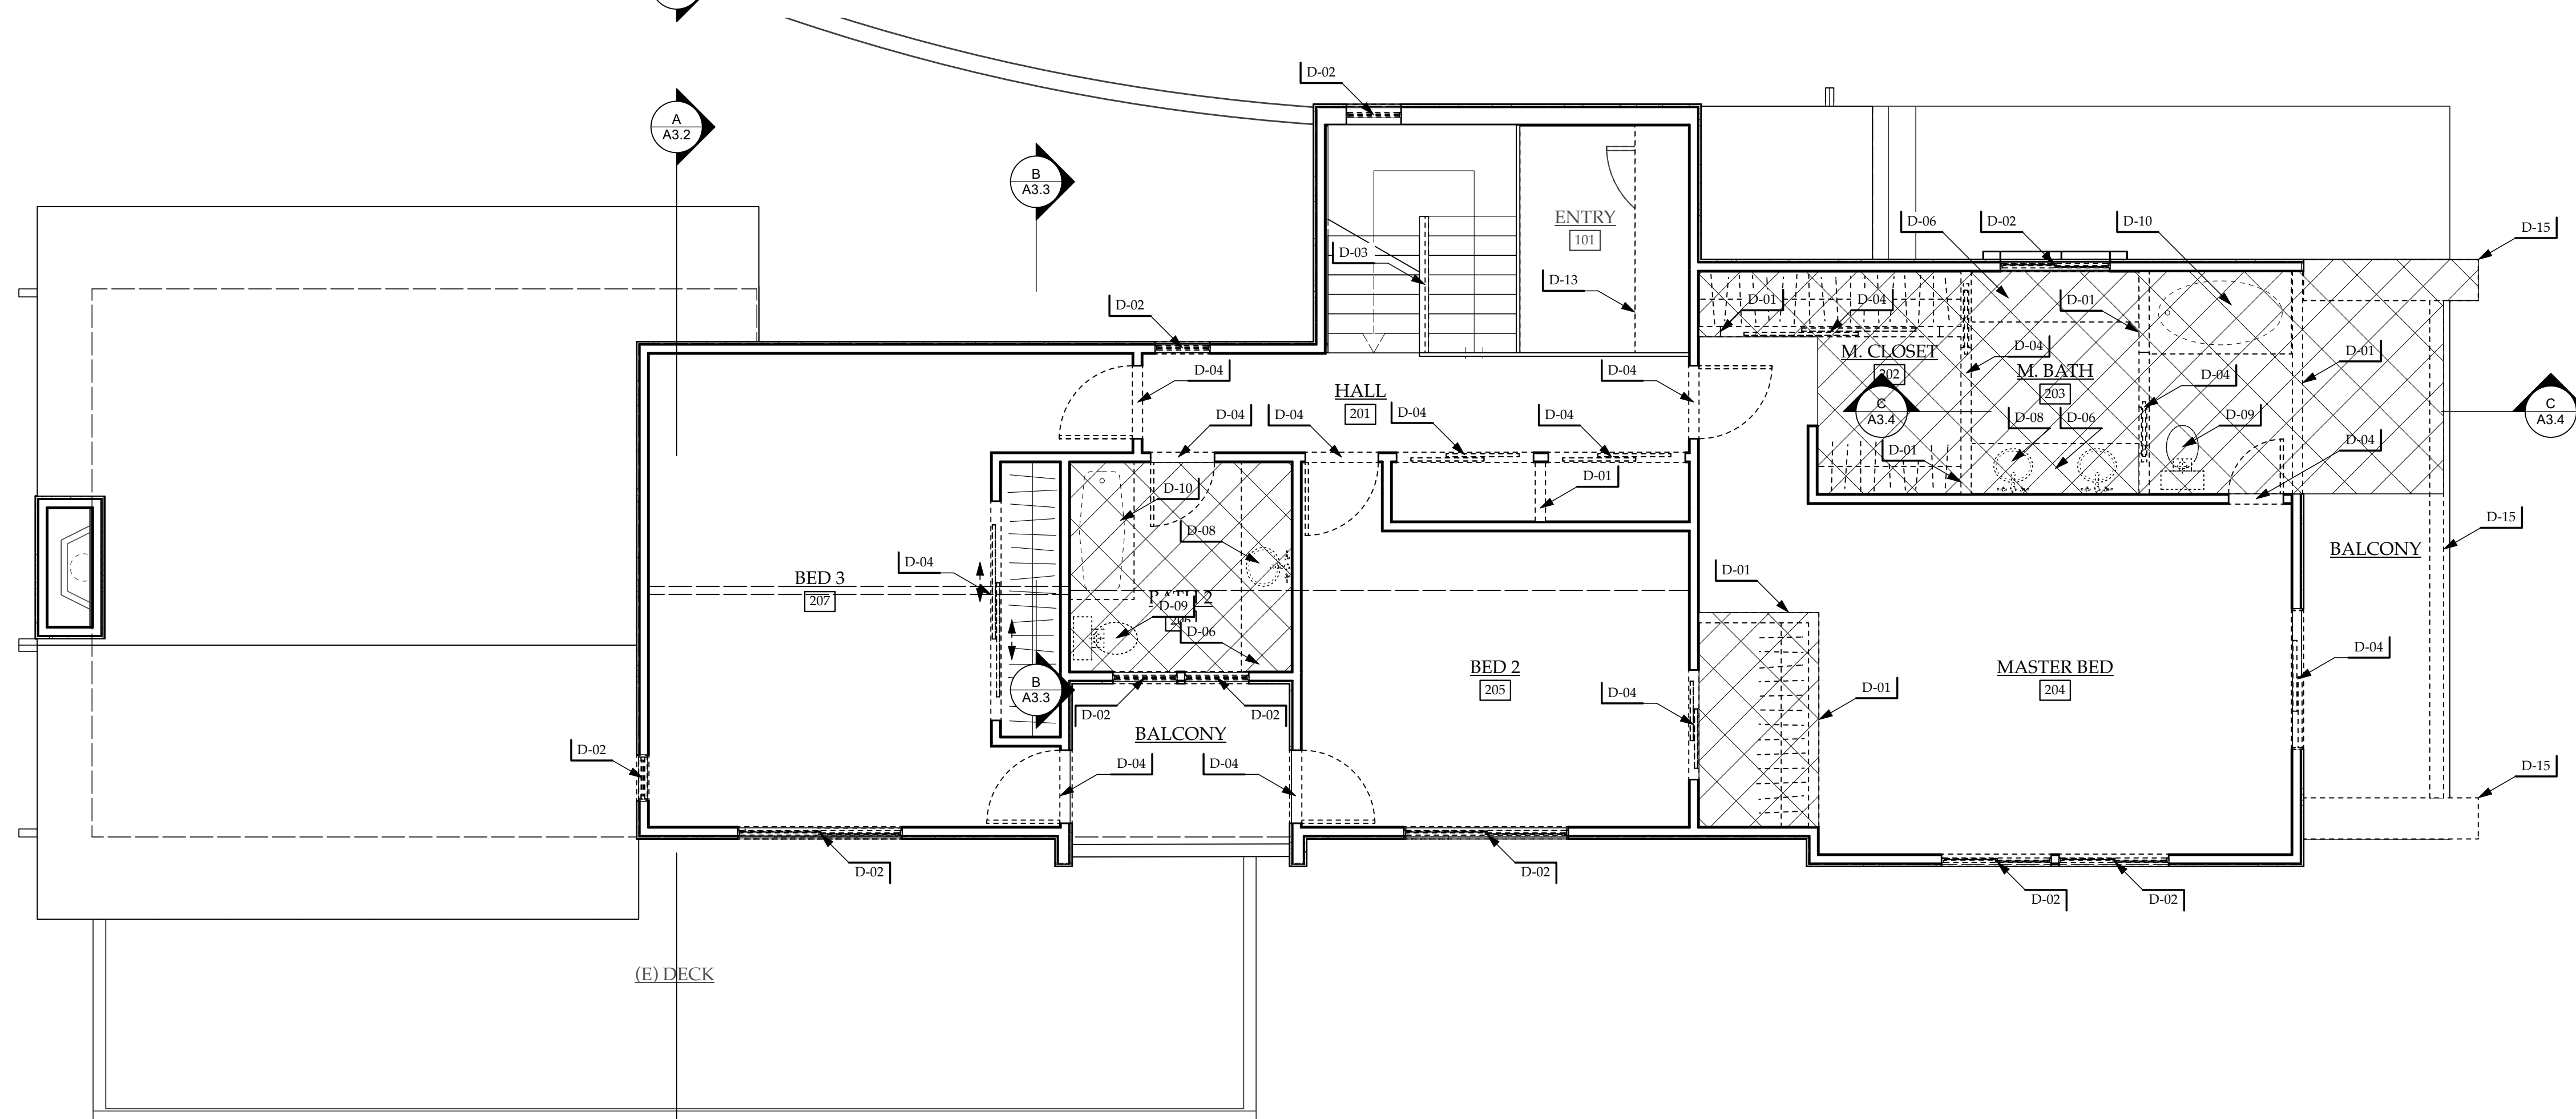 D-02
A
A3.2
B
A3.3
ENTRY
101
D-06
D-02
D-10
D-15
D-03
D-13
D-02
D-01
D-04
D-01
M. CLOSET
202
D-04
D-01
M. BATH
203
D-04
D-04
HALL
201
D-04
D-04
D-04
D-04
D-04
D-04
C
A3.4
D-08
D-06
D-09
D-04
C
A3.4
D-01
D-01
D-10
D-08
D-15
BALCONY
D-04
BED 3
207
D-01
D-09
D-06
BED 2
205
MASTER BED
204
D-04
D-04
D-01
B
A3.3
D-02
D-02
BALCONY
D-02
D-04
D-04
D-15
D-02
D-02
D-02
D-02
(E) DECK